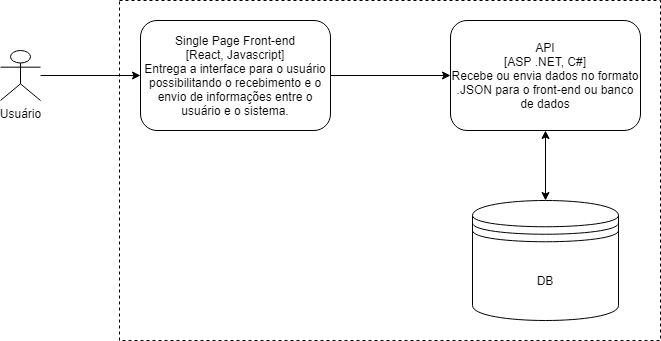 Usuário
Single Page Front-end
[React, Javascript]
Entrega a interface para o usuário
possibilitando o recebimento e o
envio de informações entre o
usuário e o sistema.
API
[ASP .NET, C#]
Recebe ou envia dados no formato
.JSON para o front-end ou banco
de dados
DB